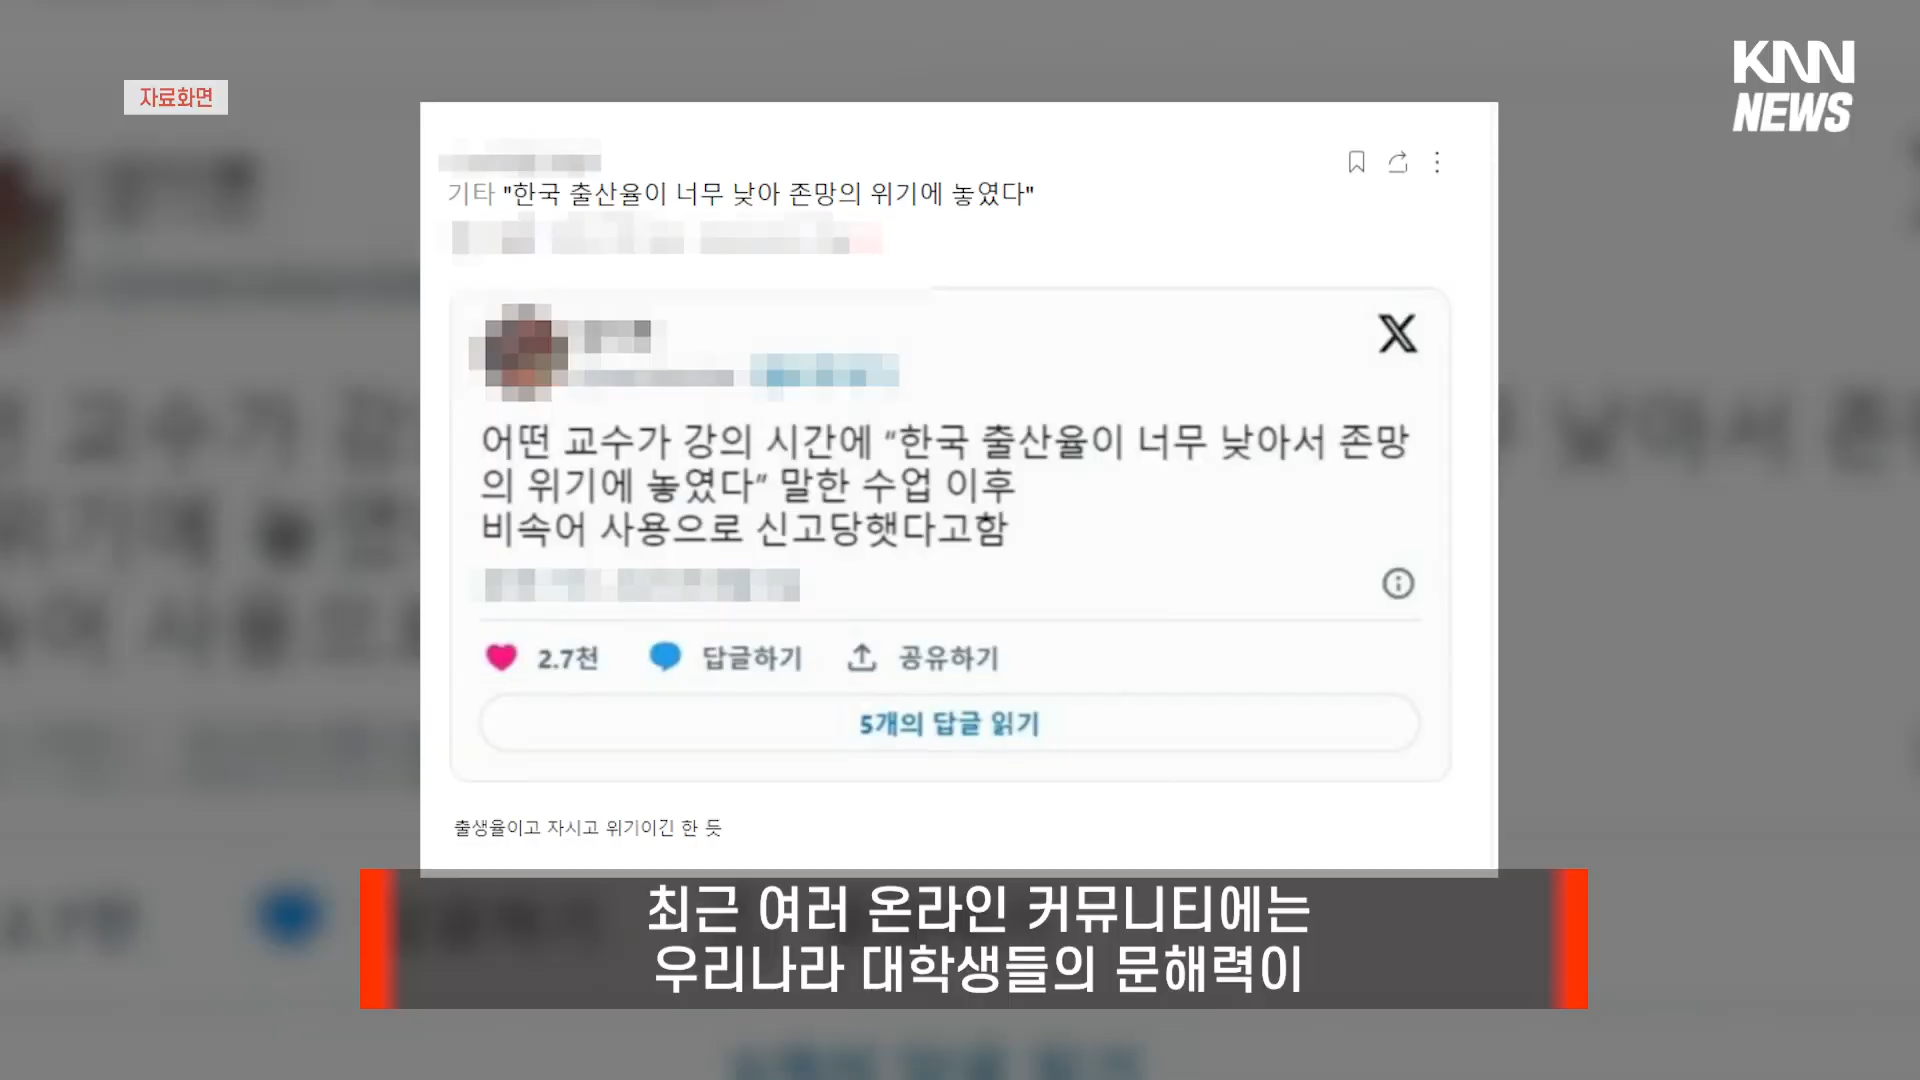 자료화면
KNN
NEWS
기타 "한국 출산율이 너무 낮아 존망의 위기에 놓였다"
X
어떤 교수가 강의 시간에 “한국 출산율이 너무 낮아서 존망
의 위기에 놓였다” 말한 수업 이후
비속어 사용으로 신고당햇다고함
2.7천 답글하기 공유하기
5개의 답글 읽기
출생율이고 자시고 위기이긴 한 듯
최근 여러 온라인 커뮤니티에는
우리나라 대학생들의 문해력이